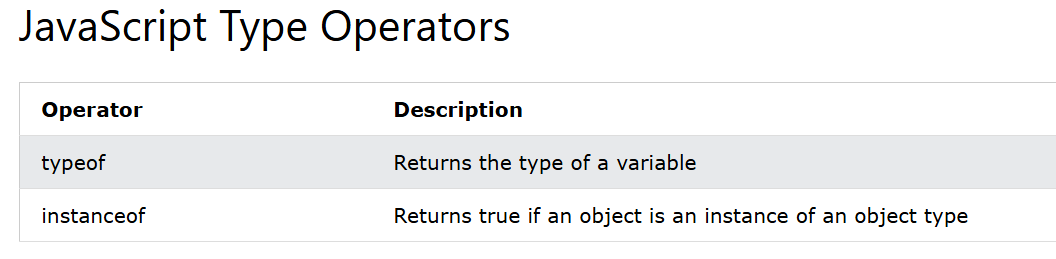 JavaScript Type Operators
Operator Description
typeof Returns the type of a variable
instanceof Returns true if an object is an instance of an object type